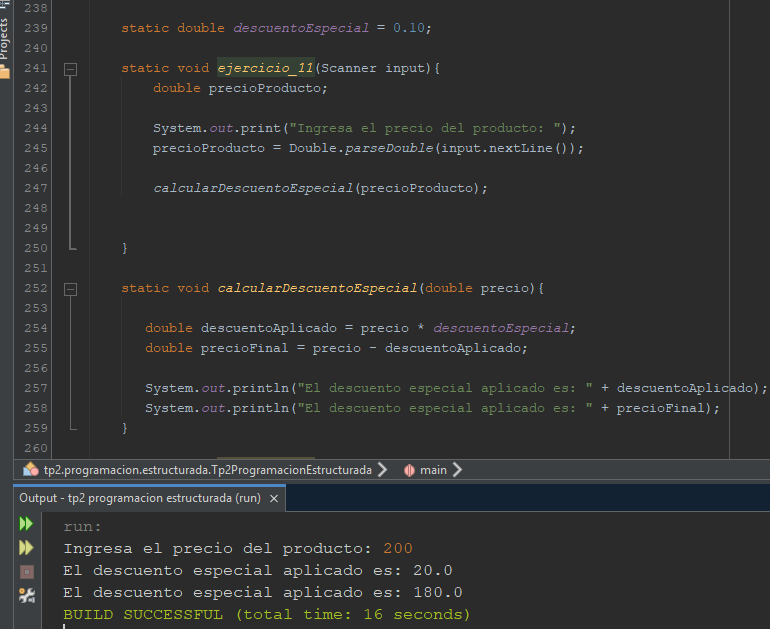 Projects
238
239 static double descuentoEspecial = 0.10;
240
241 static void ejercicio_11(Scanner input){
242 double precioProducto;
243
244 System.out.print("Ingresa el precio del producto: ");
245 precioProducto = Double.parseDouble(input.nextLine());
246
247 calcularDescuentoEspecial(precioProducto);
248
249
250 }
251
252 static void calcularDescuentoEspecial(double precio){
253
254 double descuentoAplicado = precio * descuentoEspecial;
255 double precioFinal = precio - descuentoAplicado;
256
257 System.out.println("El descuento especial aplicado es: " + descuentoAplicado);
258 System.out.println("El descuento especial aplicado es: " + precioFinal);
259 }
260
tp2.programacion.estructurada.Tp2ProgramacionEstructurada main
Output - tp2 programacion estructurada (run) ×
run:
Ingresa el precio del producto: 200
El descuento especial aplicado es: 20.0
El descuento especial aplicado es: 180.0
BUILD SUCCESSFUL (total time: 16 seconds)